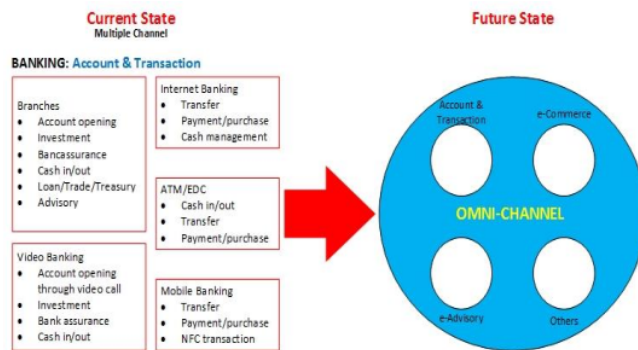 Current State
Multiple Channel
BANKING: Account & Transaction
Branches
• Account opening
• Investment
• Bancassurance
• Cash in/out
• Loan/Trade/Treasury
• Advisory
Video Banking
• Account opening
through video call
• Investment
• Bank assurance
• Cash in/out
Internet Banking
• Transfer
• Payment/purchase
• Cash management
ATM/EDC
• Cash in/out
• Transfer
• Payment/purchase
Mobile Banking
• Transfer
• Payment/purchase
• NFC transaction
Future State
Account &
Transaction
e-Commerce
OMNI-CHANNEL
e-Advisory
Others